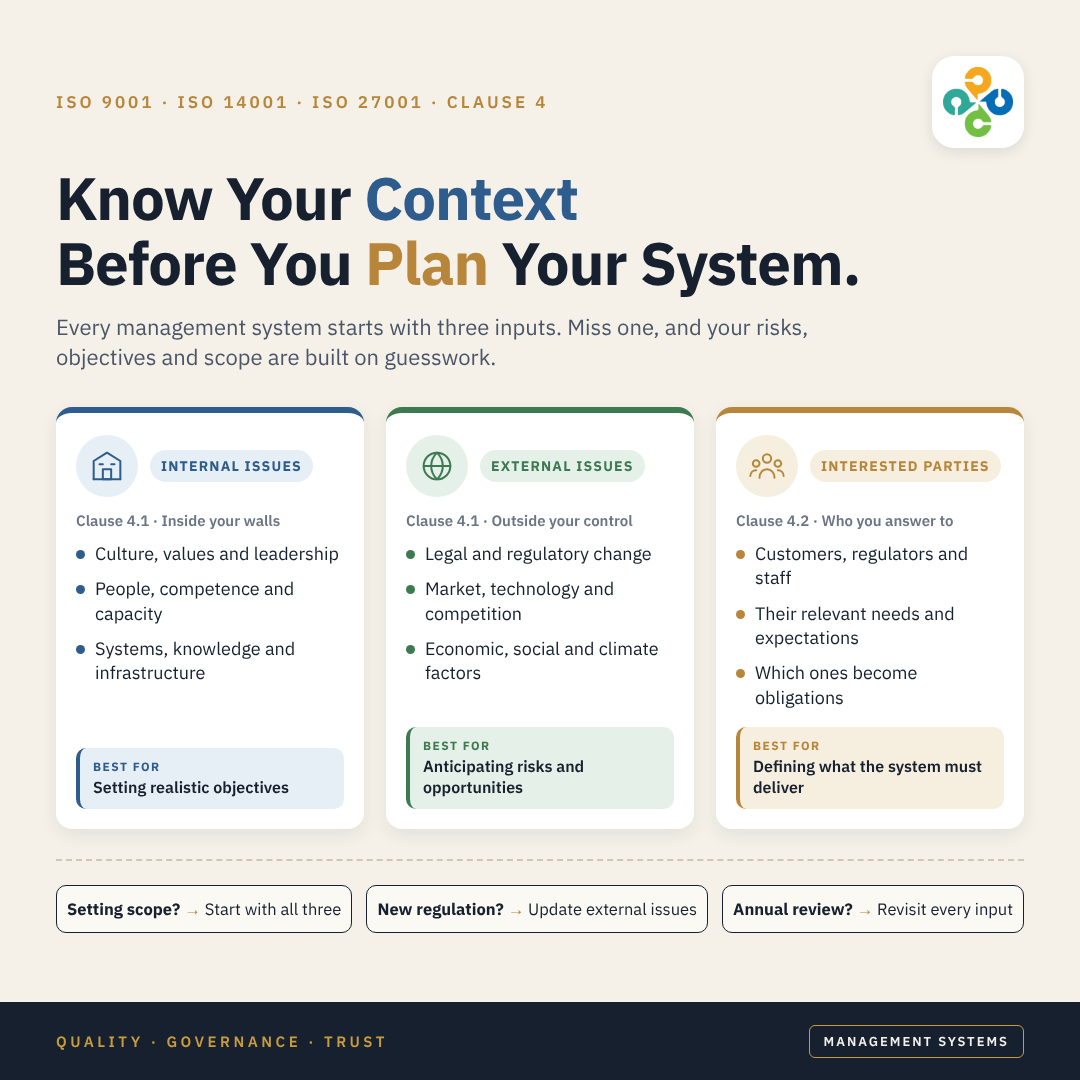 ISO 9001 · ISO 14001 · ISO 27001 · CLAUSE 4
Know Your Context
Before You Plan Your System.
Every management system starts with three inputs. Miss one, and your risks,
objectives and scope are built on guesswork.
INTERNAL ISSUES
Clause 4.1 · Inside your walls
Culture, values and leadership
People, competence and
capacity
Systems, knowledge and
infrastructure
BEST FOR
Setting realistic objectives
EXTERNAL ISSUES
Clause 4.1 · Outside your control
Legal and regulatory change
Market, technology and
competition
Economic, social and climate
factors
BEST FOR
Anticipating risks and
opportunities
INTERESTED PARTIES
Clause 4.2 · Who you answer to
Customers, regulators and
staff
Their relevant needs and
expectations
Which ones become
obligations
BEST FOR
Defining what the system must
deliver
Setting scope? → Start with all three
New regulation? → Update external issues
Annual review? → Revisit every input
QUALITY · GOVERNANCE · TRUST
MANAGEMENT SYSTEMS